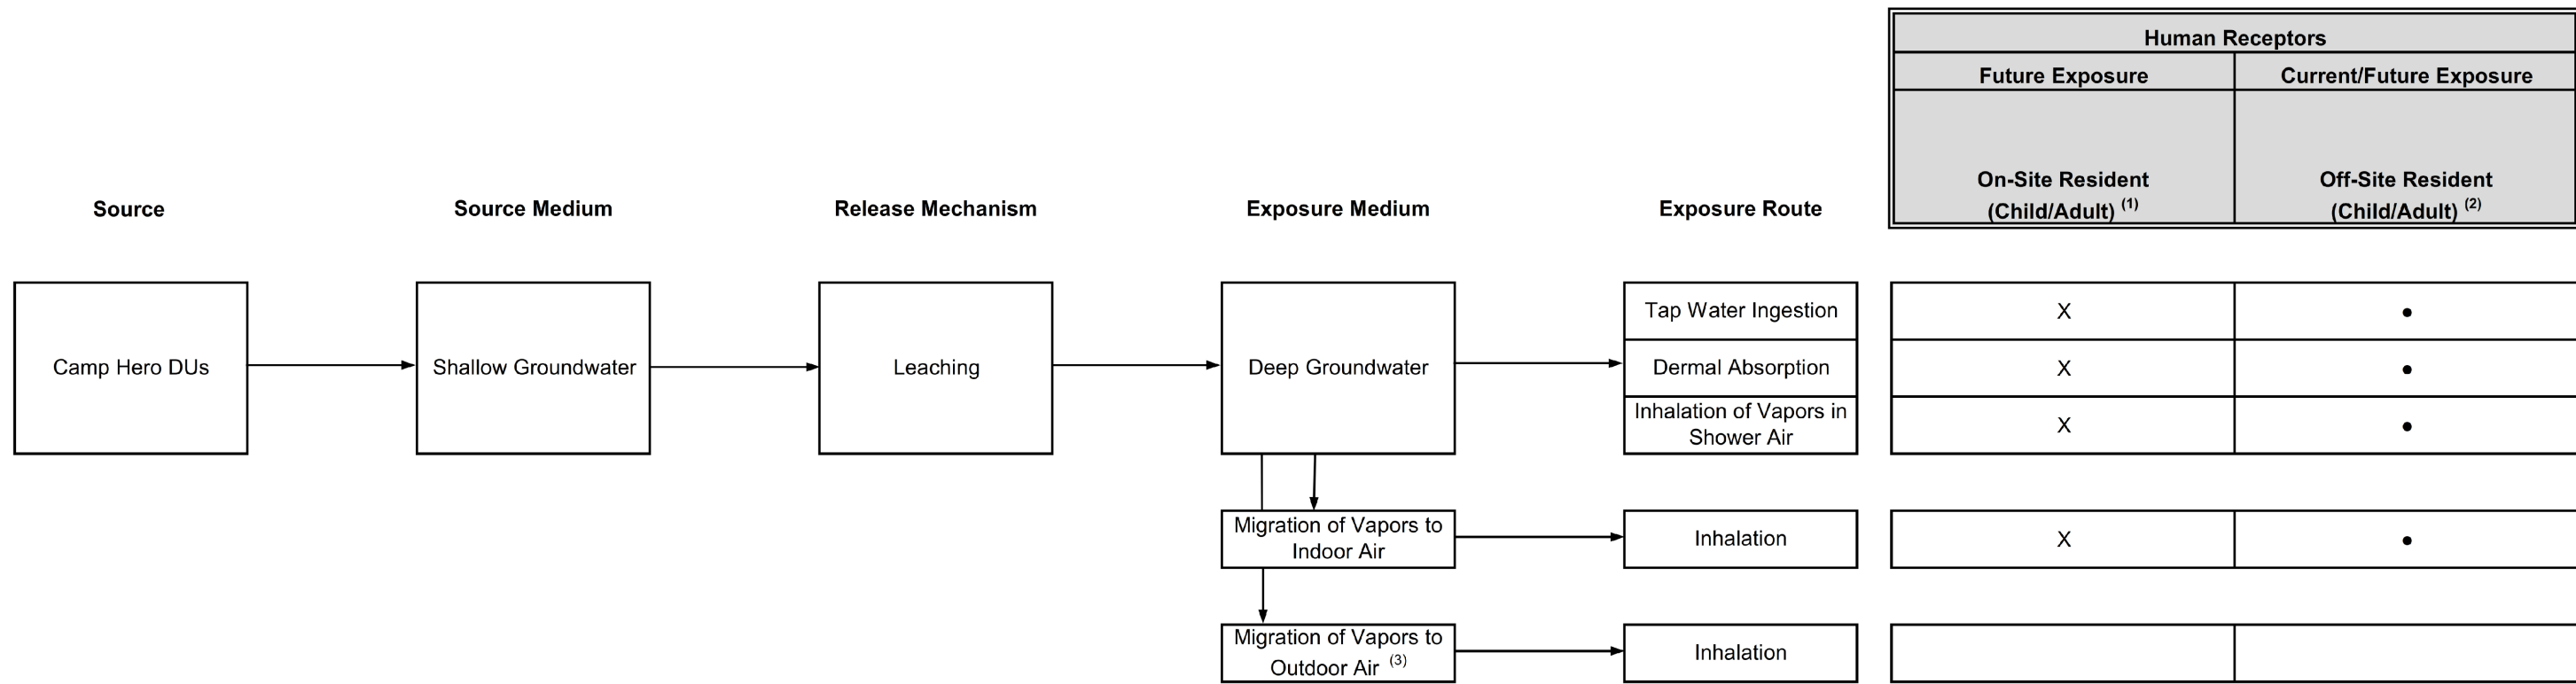 Human Receptors
Future Exposure
Current/Future Exposure
On-Site Resident
(Child/Adult) (1)
Off-Site Resident
(Child/Adult) (2)
Source
Source Medium
Release Mechanism
Exposure Medium
Exposure Route
Camp Hero DUs
Shallow Groundwater
Leaching
Deep Groundwater
Tap Water Ingestion
X
•
Dermal Absorption
X
•
Inhalation of Vapors in
Shower Air
X
•
Migration of Vapors to
Indoor Air
Inhalation
X
•
Migration of Vapors to
Outdoor Air (3)
Inhalation